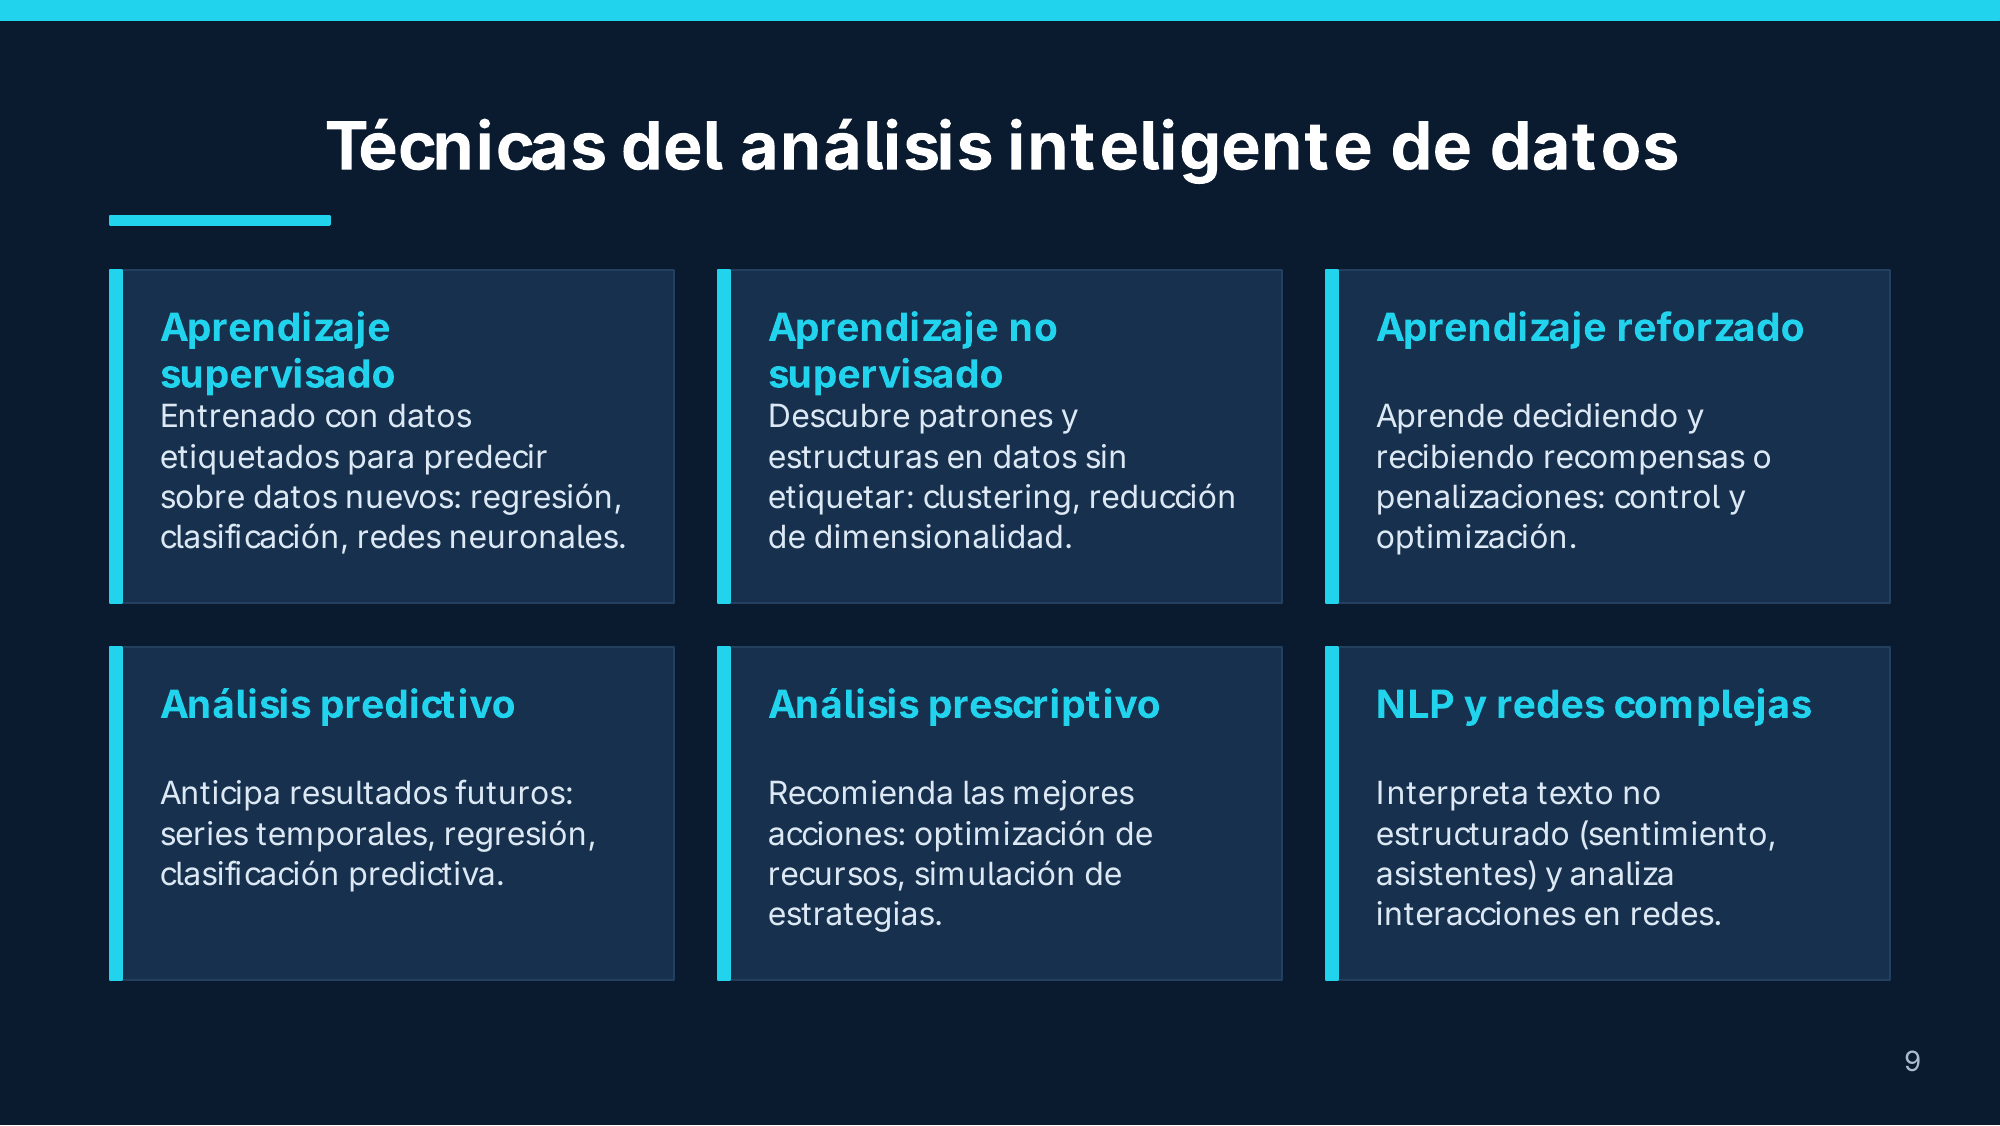 Técnicas del análisis inteligente de datos
Aprendizaje
supervisado
Entrenado con datos
etiquetados para predecir
sobre datos nuevos: regresión,
clasificación, redes neuronales.
Aprendizaje no
supervisado
Descubre patrones y
estructuras en datos sin
etiquetar: clustering, reducción
de dimensionalidad.
Aprendizaje reforzado
Aprende decidiendo y
recibiendo recompensas o
penalizaciones: control y
optimización.
Análisis predictivo
Anticipa resultados futuros:
series temporales, regresión,
clasificación predictiva.
Análisis prescriptivo
Recomienda las mejores
acciones: optimización de
recursos, simulación de
estrategias.
NLP y redes complejas
Interpreta texto no
estructurado (sentimiento,
asistentes) y analiza
interacciones en redes.
9